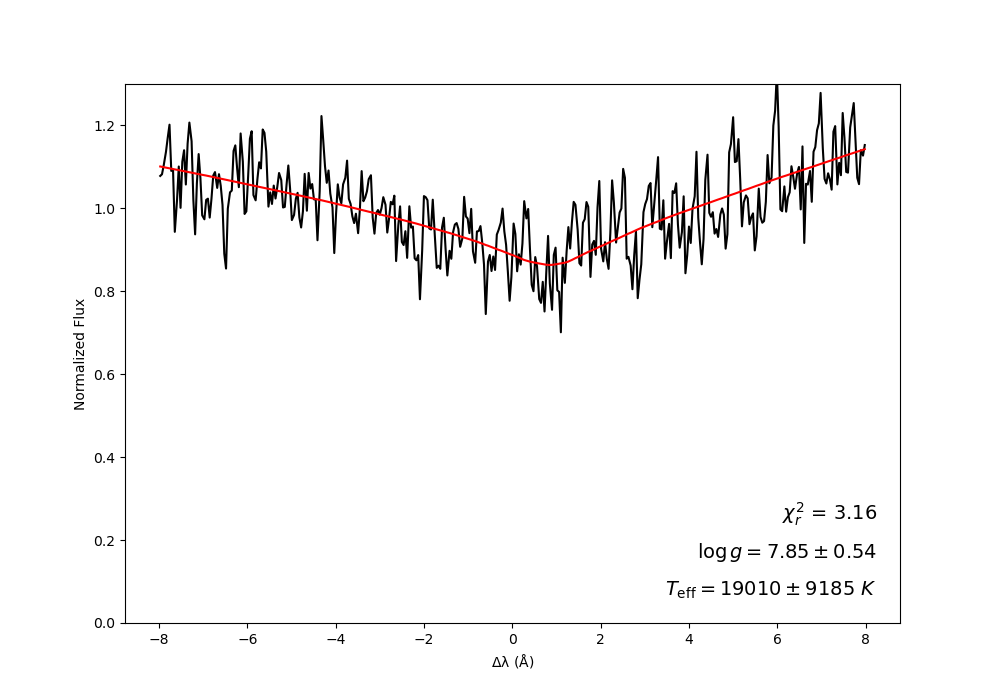 1.2
1.0
0.8
0.6
0.4
0.2
0.0
Normalized Flux
χ²ᵣ = 3.16
log g = 7.85 ± 0.54
T_eff = 19010 ± 9185 K
−8 −6 −4 −2 0 2 4 6 8
Δλ (Å)